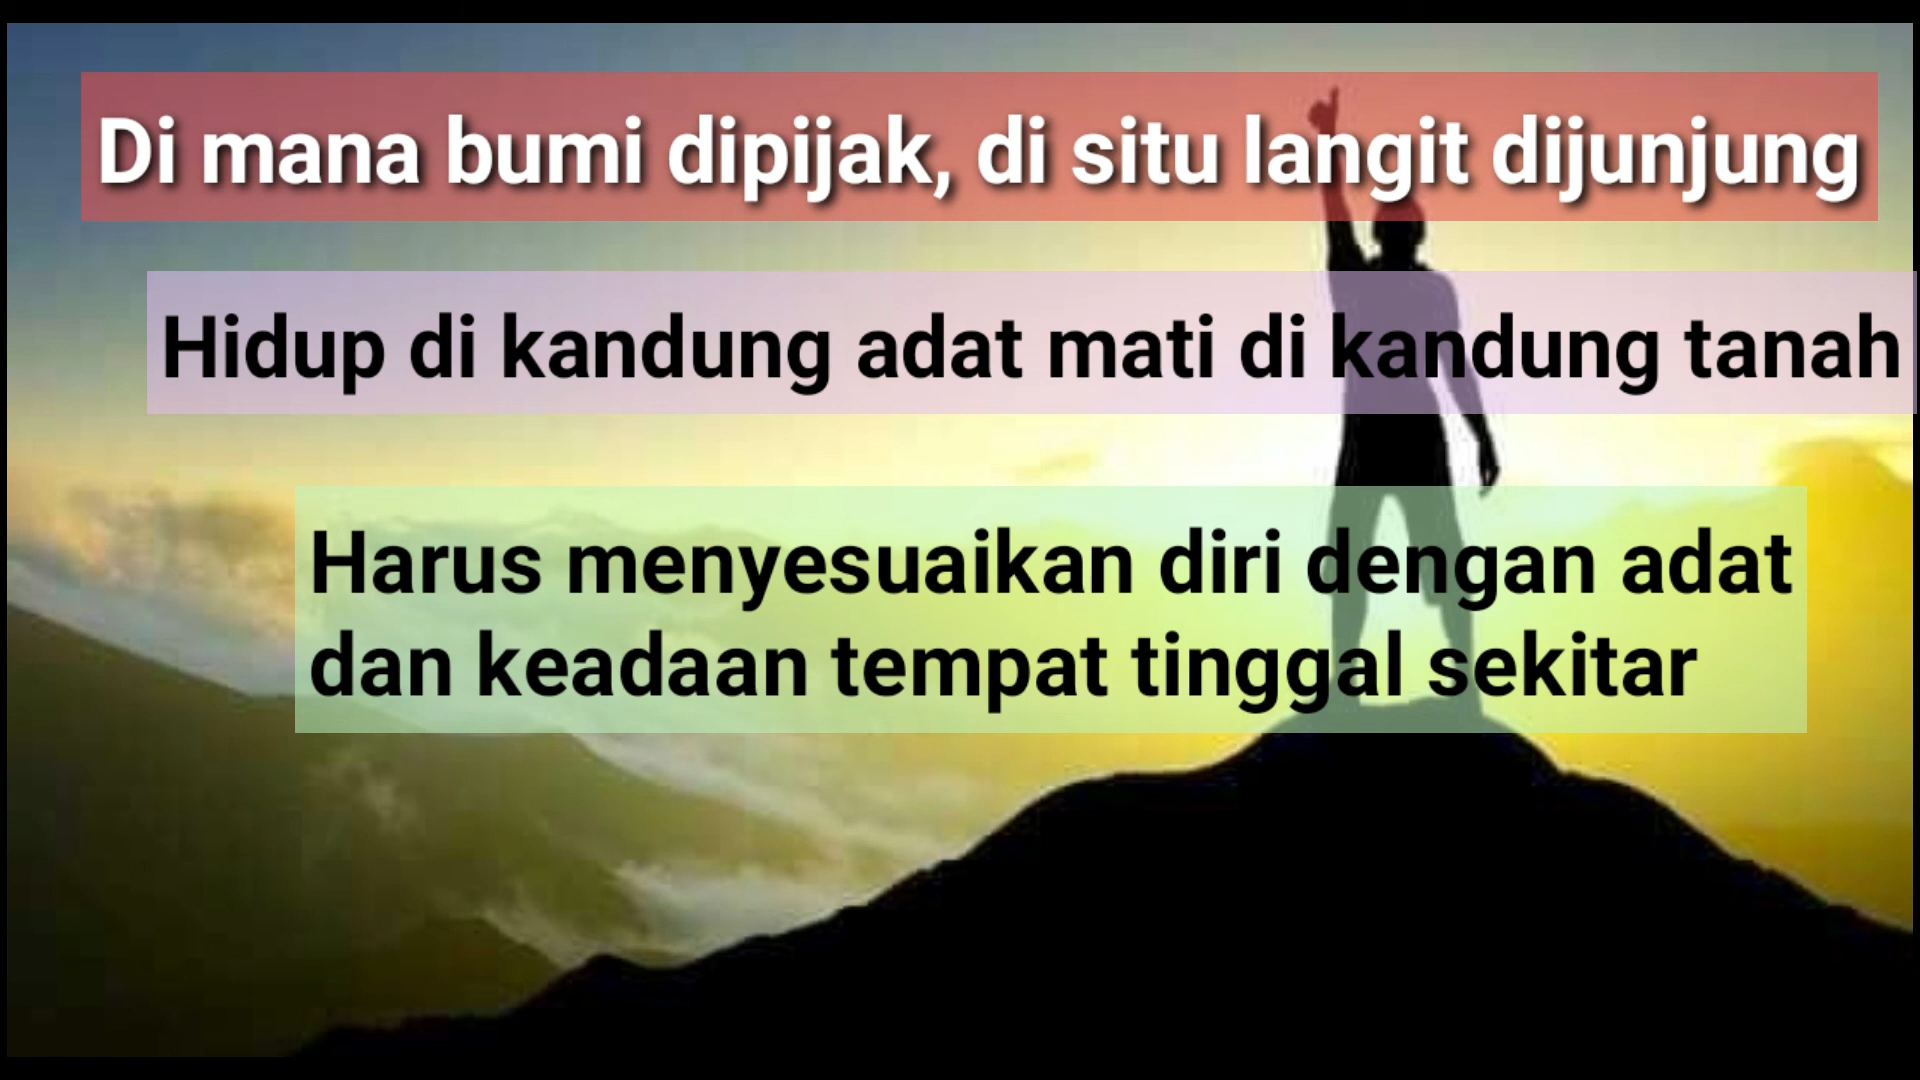 Di mana bumi dipijak, di situ langit dijunjung
Hidup di kandung adat mati di kandung tanah
Harus menyesuaikan diri dengan adat
dan keadaan tempat tinggal sekitar